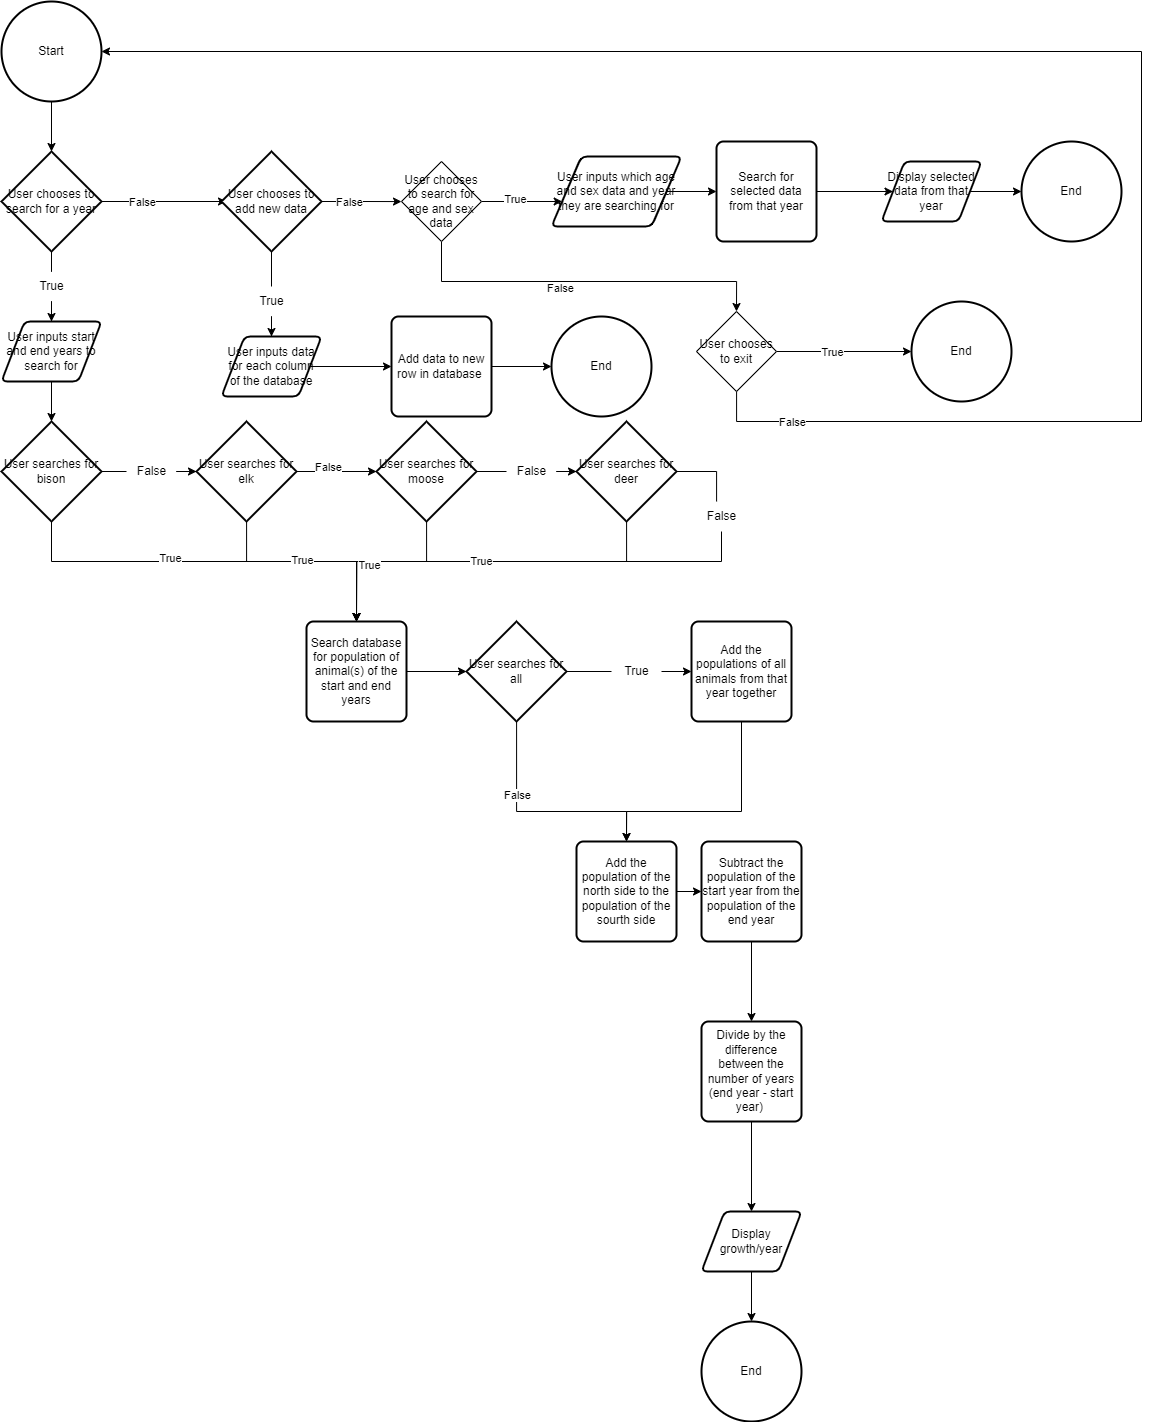 Start
User chooses to
search for a year
False
User chooses to
add new data
False
User chooses
to search for
age and sex
data
True
User inputs which age
and sex data and year
they are searching for
Search for
selected data
from that year
Display selected
data from that
year
End
True
True
False
User inputs start
and end years to
search for
User inputs data
for each column
of the database
Add data to new
row in database
End
User chooses
to exit
True
End
False
User searches for
bison
False
User searches for
elk
False
User searches for
moose
False
User searches for
deer
False
True
True
True
True
Search database
for population of
animal(s) of the
start and end
years
User searches for
all
True
Add the
populations of all
animals from that
year together
False
Add the
population of the
north side to the
population of the
sourth side
Subtract the
population of the
start year from the
population of the
end year
Divide by the
difference
between the
number of years
(end year - start
year)
Display
growth/year
End